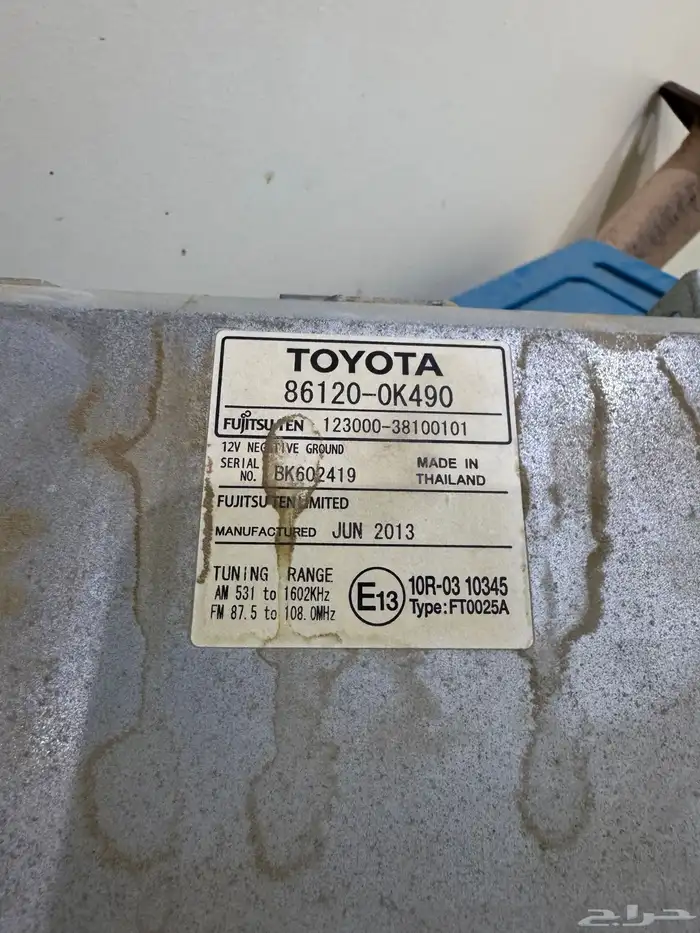 TOYOTA
86120-0K490
FUJITSU TEN 123000-38100101
12V NEGATIVE GROUND
SERIAL NO. BK602419
MADE IN THAILAND
FUJITSU TEN LIMITED
MANUFACTURED JUN 2013
TUNING RANGE
AM 531 to 1602KHz
FM 87.5 to 108.0MHz
E13
10R-03 10345
Type:FT0025A
حراج